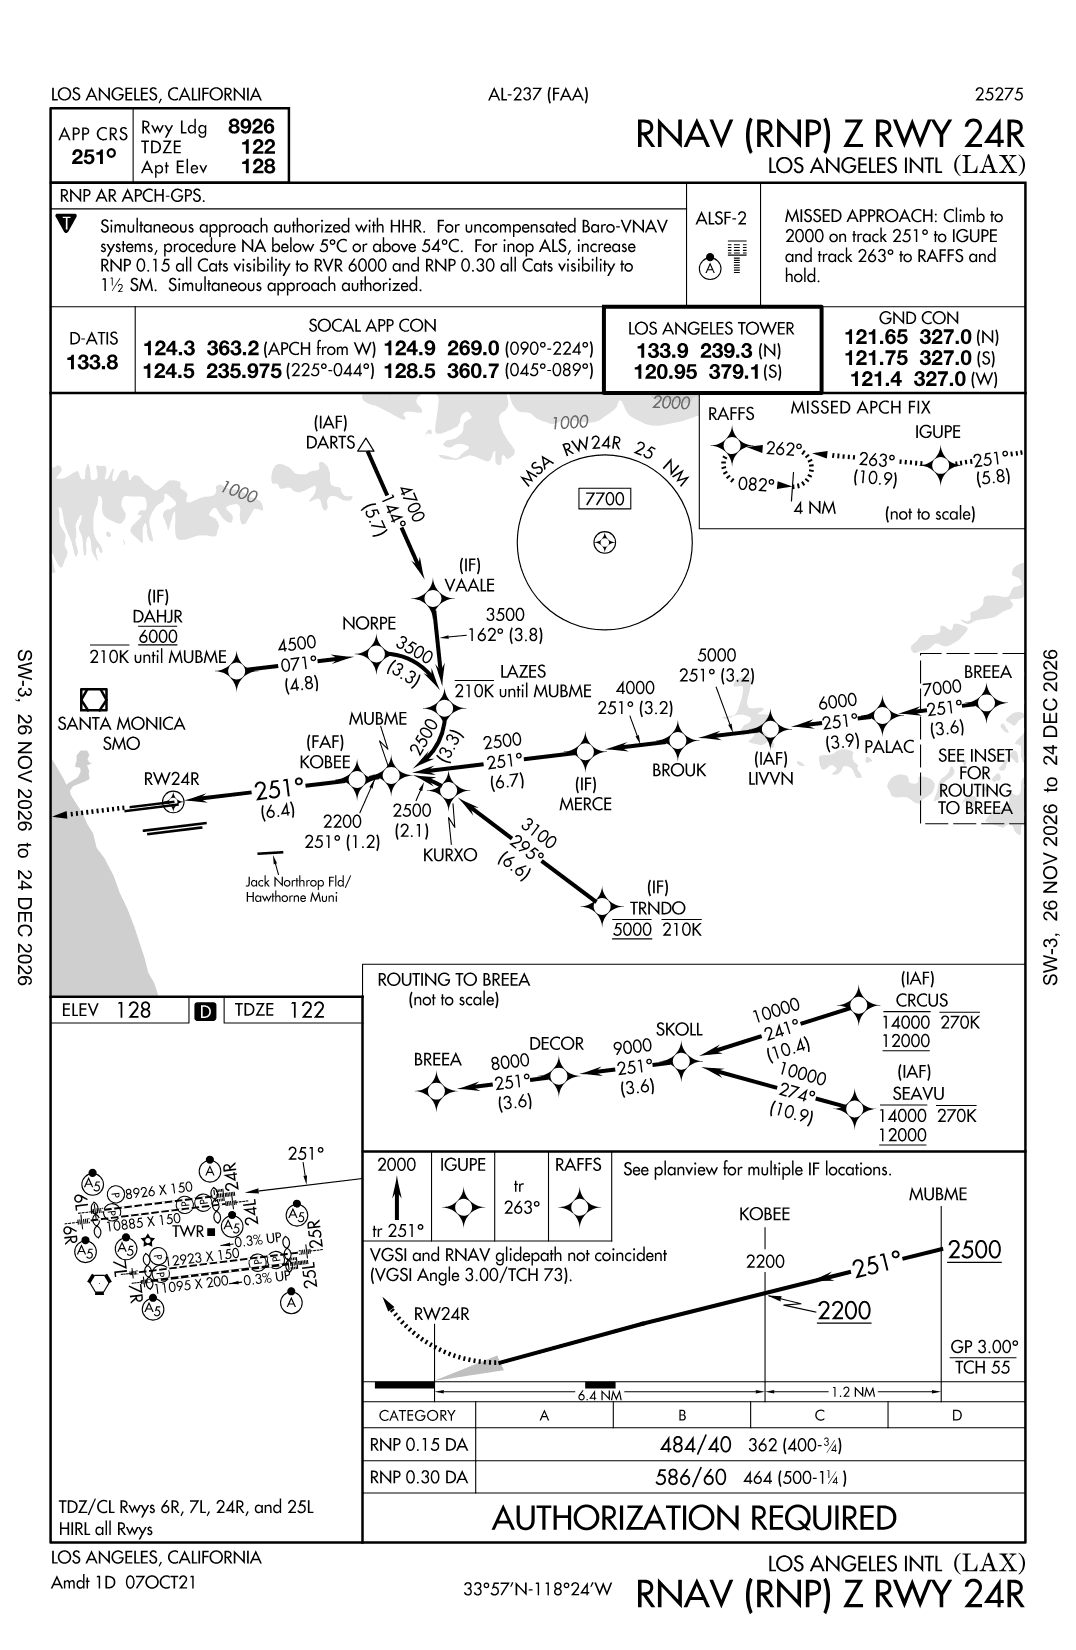 LOS ANGELES, CALIFORNIA
AL-237 (FAA)
25275
APP CRS
251°
Rwy Ldg 8926
TDZE 122
Apt Elev 128
RNAV (RNP) Z RWY 24R
LOS ANGELES INTL (LAX)
RNP AR APCH-GPS.
T
Simultaneous approach authorized with HHR. For uncompensated Baro-VNAV
systems, procedure NA below 5°C or above 54°C. For inop ALS, increase
RNP 0.15 all Cats visibility to RVR 6000 and RNP 0.30 all Cats visibility to
1½ SM. Simultaneous approach authorized.
ALSF-2
A
MISSED APPROACH: Climb to
2000 on track 251° to IGUPE
and track 263° to RAFFS and
hold.
D-ATIS
133.8
SOCAL APP CON
124.3 363.2 (APCH from W) 124.9 269.0 (090°-224°)
124.5 235.975 (225°-044°) 128.5 360.7 (045°-089°)
LOS ANGELES TOWER
133.9 239.3 (N)
120.95 379.1 (S)
GND CON
121.65 327.0 (N)
121.75 327.0 (S)
121.4 327.0 (W)
(IAF)
DARTS
1000
2000
1000
4700
144°
(5.7)
MSA RW24R 25 NM
7700
RAFFS
MISSED APCH FIX
IGUPE
262°
263°
(10.9)
251°
(5.8)
082°
4 NM
(not to scale)
(IF)
VAALE
3500
162° (3.8)
(IF)
DAHJR
6000
210K until MUBME
4500
071°
(4.8)
NORPE
3500
(3.3)
LAZES
210K until MUBME
2500
(3.3)
SANTA MONICA
SMO
MUBME
(FAF)
KOBEE
RW24R
251°
(6.4)
2200
251° (1.2)
2500
(2.1)
KURXO
2500
251°
(6.7)
(IF)
MERCE
4000
251° (3.2)
BROUK
5000
251° (3.2)
(IAF)
LIVVN
6000
251°
(3.9)
PALAC
7000
251°
(3.6)
BREEA
SEE INSET
FOR
ROUTING
TO BREEA
3100
295°
(6.6)
(IF)
TRNDO
5000 210K
Jack Northrop Fld/
Hawthorne Muni
SW-3, 26 NOV 2026 to 24 DEC 2026
SW-3, 26 NOV 2026 to 24 DEC 2026
ROUTING TO BREEA
(not to scale)
BREEA
8000
251°
(3.6)
DECOR
9000
251°
(3.6)
SKOLL
10000
241°
(10.4)
(IAF)
CRCUS
14000 270K
12000
10000
274°
(10.9)
(IAF)
SEAVU
14000 270K
12000
ELEV 128
D
TDZE 122
251°
A
A5
P
8926 X 150
24R
6L
10885 X 150
24L
6R
A5
A5
A5
A5
TWR
0.3% UP
25R
7L
12923 X 150
P
11095 X 200
0.3% UP
25L
7R
A5
A
TDZ/CL Rwys 6R, 7L, 24R, and 25L
HIRL all Rwys
2000
tr 251°
IGUPE
tr
263°
RAFFS
See planview for multiple IF locations.
VGSI and RNAV glidepath not coincident
(VGSI Angle 3.00/TCH 73).
MUBME
KOBEE
2200
251°
2500
2200
RW24R
GP 3.00°
TCH 55
6.4 NM
1.2 NM
CATEGORY A B C D
RNP 0.15 DA 484/40 362 (400-¾)
RNP 0.30 DA 586/60 464 (500-1¼)
AUTHORIZATION REQUIRED
LOS ANGELES, CALIFORNIA
Amdt 1D 07OCT21
33°57'N-118°24'W
LOS ANGELES INTL (LAX)
RNAV (RNP) Z RWY 24R